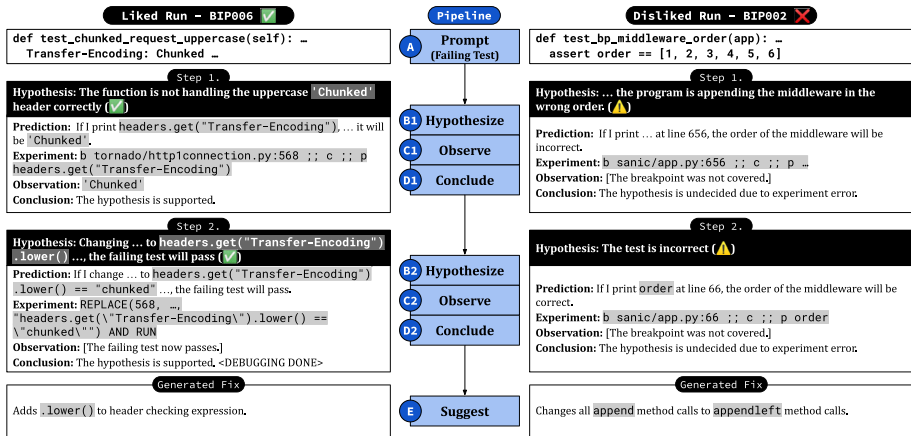 Liked Run - BIP006 ✅
def test_chunked_request_uppercase(self): …
Transfer-Encoding: Chunked …
Step 1.
Hypothesis: The function is not handling the uppercase 'Chunked'
header correctly (✅)
Prediction: If I print headers.get("Transfer-Encoding), … it will
be 'Chunked'.
Experiment: b tornado/http1connection.py:568 ;; c ;; p
headers.get("Transfer-Encoding")
Observation: 'Chunked'
Conclusion: The hypothesis is supported.
Step 2.
Hypothesis: Changing … to headers.get("Transfer-Encoding")
.lower() …, the failing test will pass (✅)
Prediction: If I change … to headers.get("Transfer-Encoding")
.lower() == "chunked" …, the failing test will pass.
Experiment: REPLACE(568, …,
"headers.get(\"Transfer-Encoding\").lower() ==
\"chunked\"") AND RUN
Observation: [The failing test now passes.]
Conclusion: The hypothesis is supported. <DEBUGGING DONE>
Generated Fix
Adds .lower() to header checking expression.
Pipeline
A
Prompt
(Failing Test)
B1
Hypothesize
C1
Observe
D1
Conclude
B2
Hypothesize
C2
Observe
D2
Conclude
E
Suggest
Disliked Run - BIP002 ❌
def test_bp_middleware_order(app): …
assert order == [1, 2, 3, 4, 5, 6]
Step 1.
Hypothesis: … the program is appending the middleware in the
wrong order. (⚠️)
Prediction: If I print … at line 656, the order of the middleware will be
incorrect.
Experiment: b sanic/app.py:656 ;; c ;; p …
Observation: [The breakpoint was not covered.]
Conclusion: The hypothesis is undecided due to experiment error.
Step 2.
Hypothesis: The test is incorrect (⚠️)
Prediction: If I print order at line 66, the order of the middleware will be
correct.
Experiment: b sanic/app.py:66 ;; c ;; p order
Observation: [The breakpoint was not covered.]
Conclusion: The hypothesis is undecided due to experiment error.
Generated Fix
Changes all append method calls to appendleft method calls.